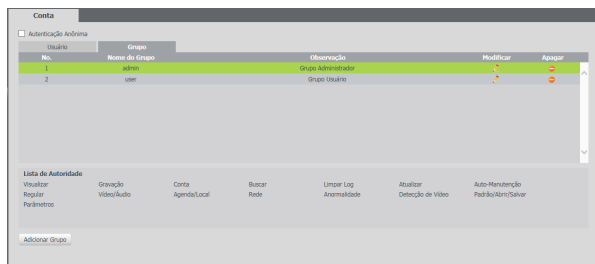 Conta
Autenticação Anônima
Usuário Grupo
No. Nome do Grupo Observação Modificar Apagar
1 admin Grupo Administrador
2 user Grupo Usuário
Lista de Autoridade
Visualizar Gravação Conta Buscar Limpar Log Atualizar Auto-Manutenção
Regular Vídeo/Áudio Agenda/Local Rede Anormalidade Detecção de Vídeo Padrão/Abrir/Salvar
Parâmetros
Adicionar Grupo